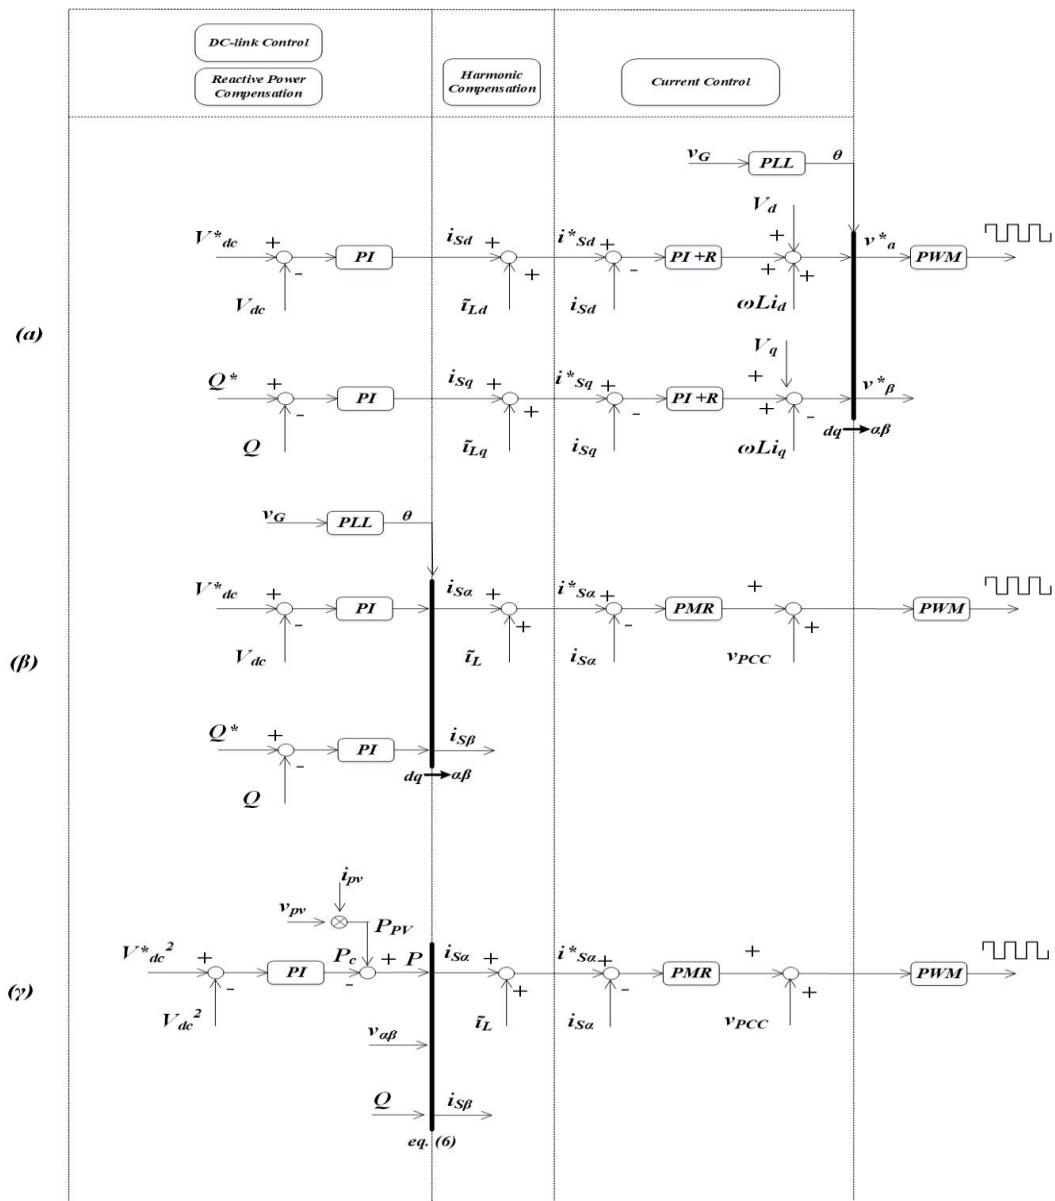 DC-link Control
Reactive Power
Compensation
Harmonic
Compensation
Current Control
v_G PLL θ
V_d
V*_dc + - PI i_Sd + + i*_Sd + - PI +R + + + v*_a PWM
V_dc ĩ_Ld i_Sd ωLi_d
(α)
V_q
Q* + - PI i_Sq + + i*_Sq + - PI +R + + - v*_β
Q ĩ_Lq i_Sq ωLi_q
dq αβ
v_G PLL θ
V*_dc + - PI i_Sα + + i*_Sα + - PMR + + PWM
V_dc ĩ_L i_Sα v_PCC
(β)
Q* + - PI i_Sβ
Q
dq αβ
i_pv
v_pv P_PV
V*_dc² + - PI P_c - + P i_Sα + + i*_Sα + - PMR + + PWM
(γ)
V_dc² ĩ_L i_Sα v_PCC
v_αβ
Q i_Sβ
eq. (6)